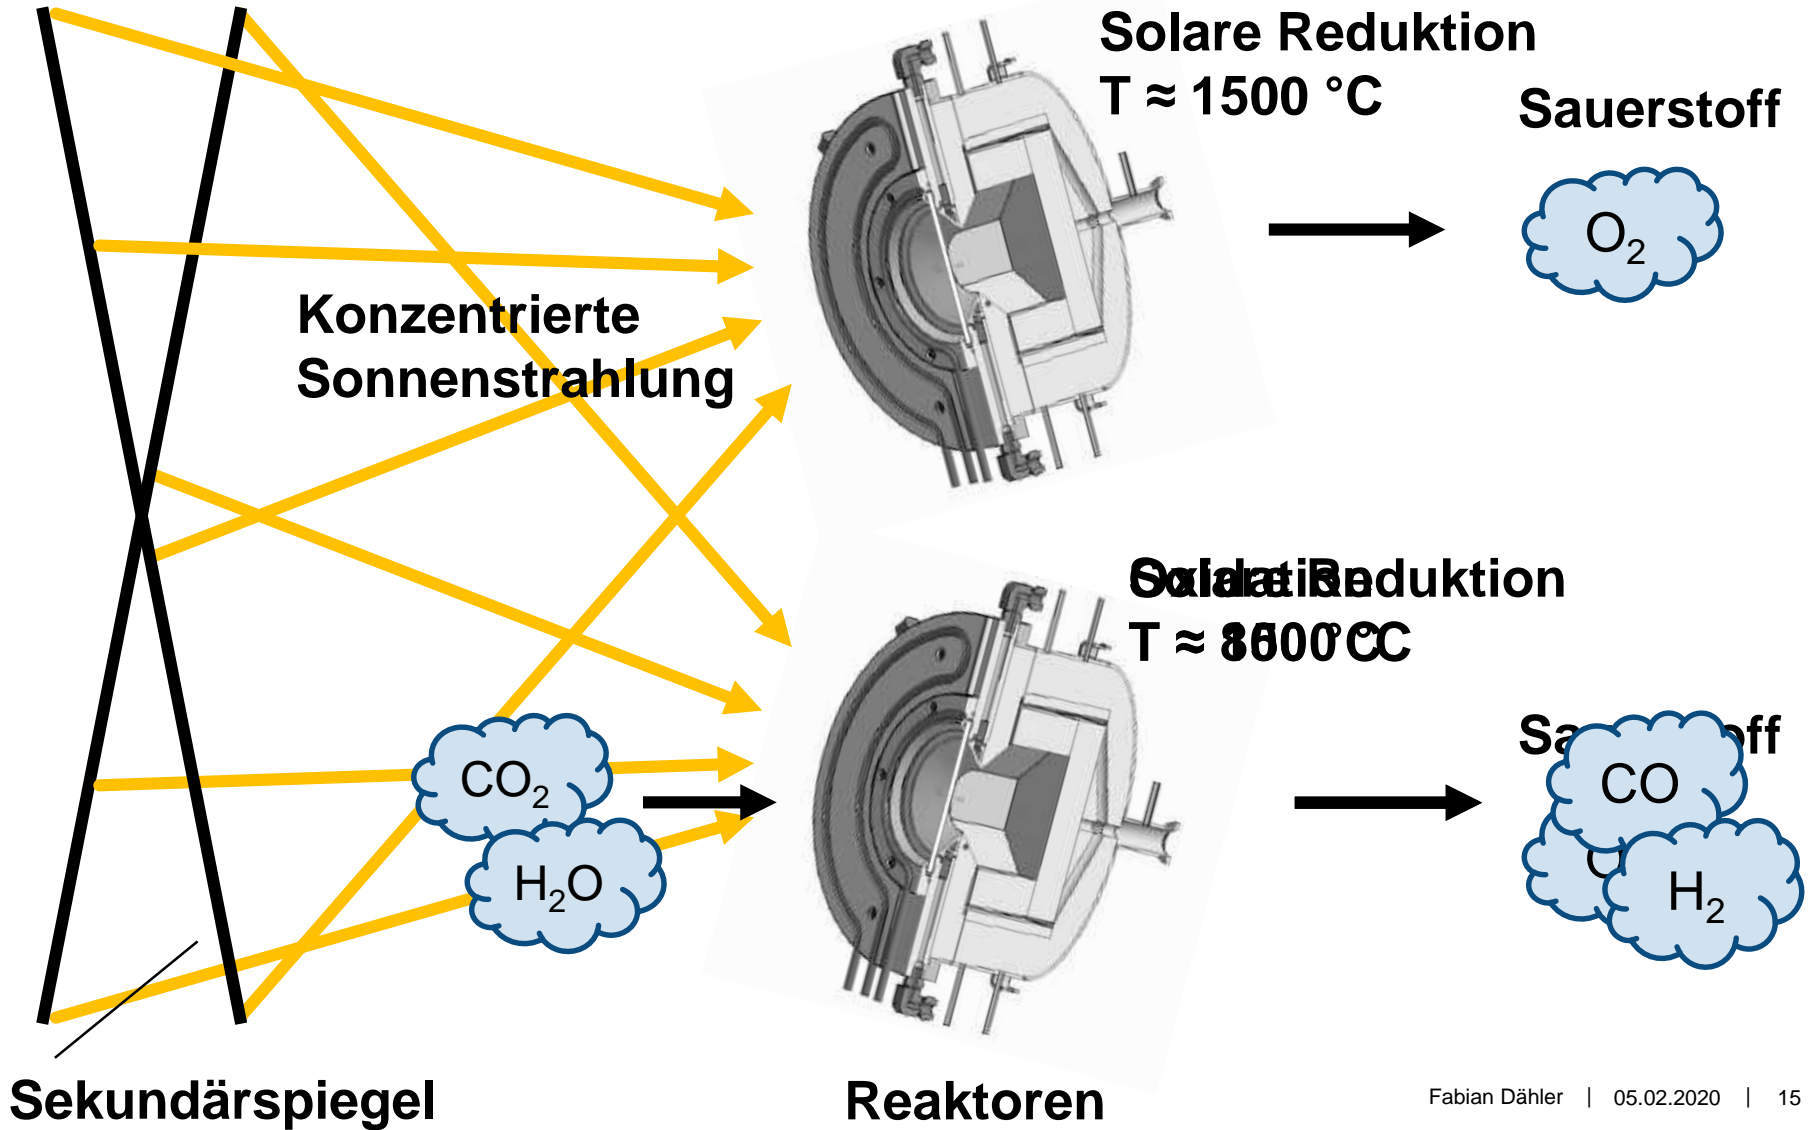 Solare Reduktion
T ≈ 1500 °C
Sauerstoff
O₂
Konzentrierte
Sonnenstrahlung
Reduktion
T ≈
CO₂
CO
H₂O
H₂
Sekundärspiegel
Reaktoren
Fabian Dähler | 05.02.2020 | 15